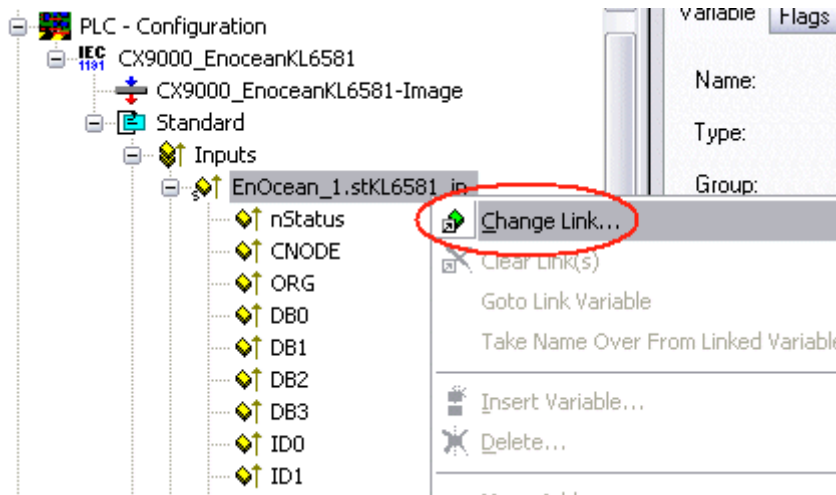 PLC - Configuration
IEC 1131 CX9000_EnoceanKL6581
CX9000_EnoceanKL6581-Image
Standard
Inputs
EnOcean_1.stKL6581_in
nStatus
CNODE
ORG
DB0
DB1
DB2
DB3
ID0
ID1
Variable Flags
Name:
Type:
Group:
Change Link...
Clear Link(s)
Goto Link Variable
Take Name Over From Linked Variable
Insert Variable...
Delete...